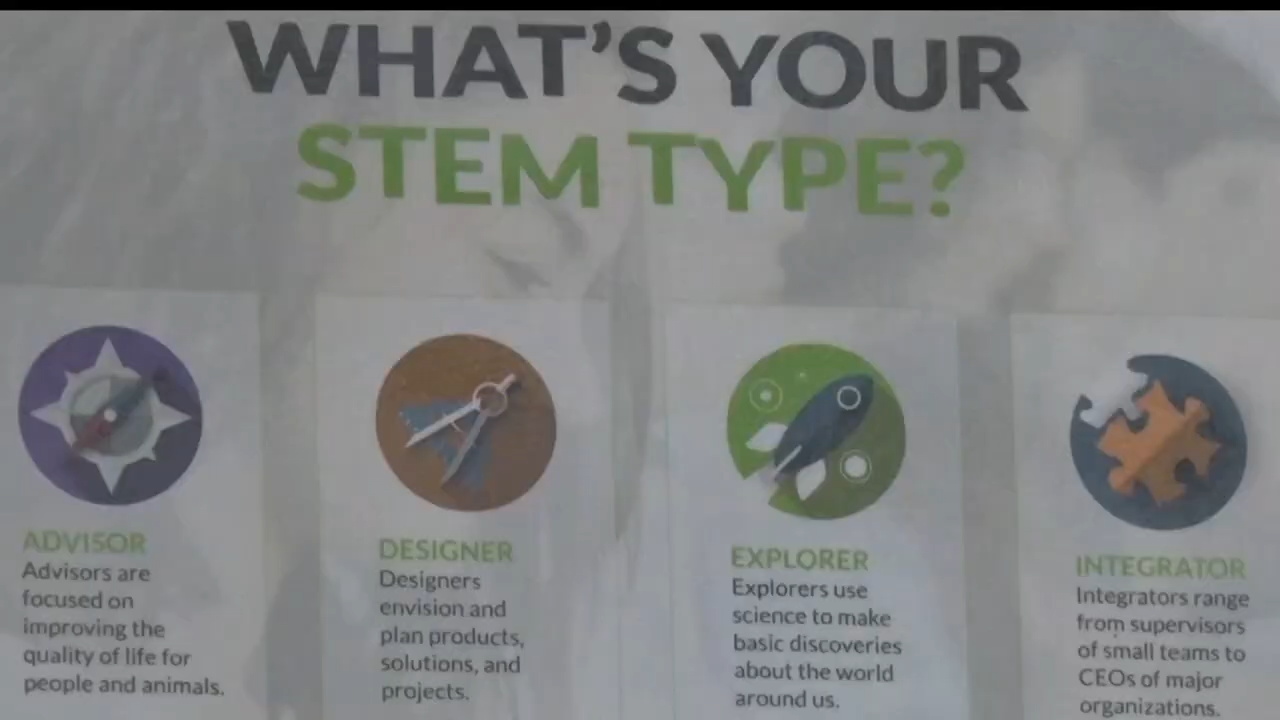 WHAT'S YOUR
STEM TYPE?
ADVISOR
Advisors are
focused on
improving the
quality of life for
people and animals.
DESIGNER
Designers
envision and
plan products,
solutions, and
projects.
EXPLORER
Explorers use
science to make
basic discoveries
about the world
around us.
INTEGRATOR
Integrators range
from supervisors
of small teams to
CEOs of major
organizations.